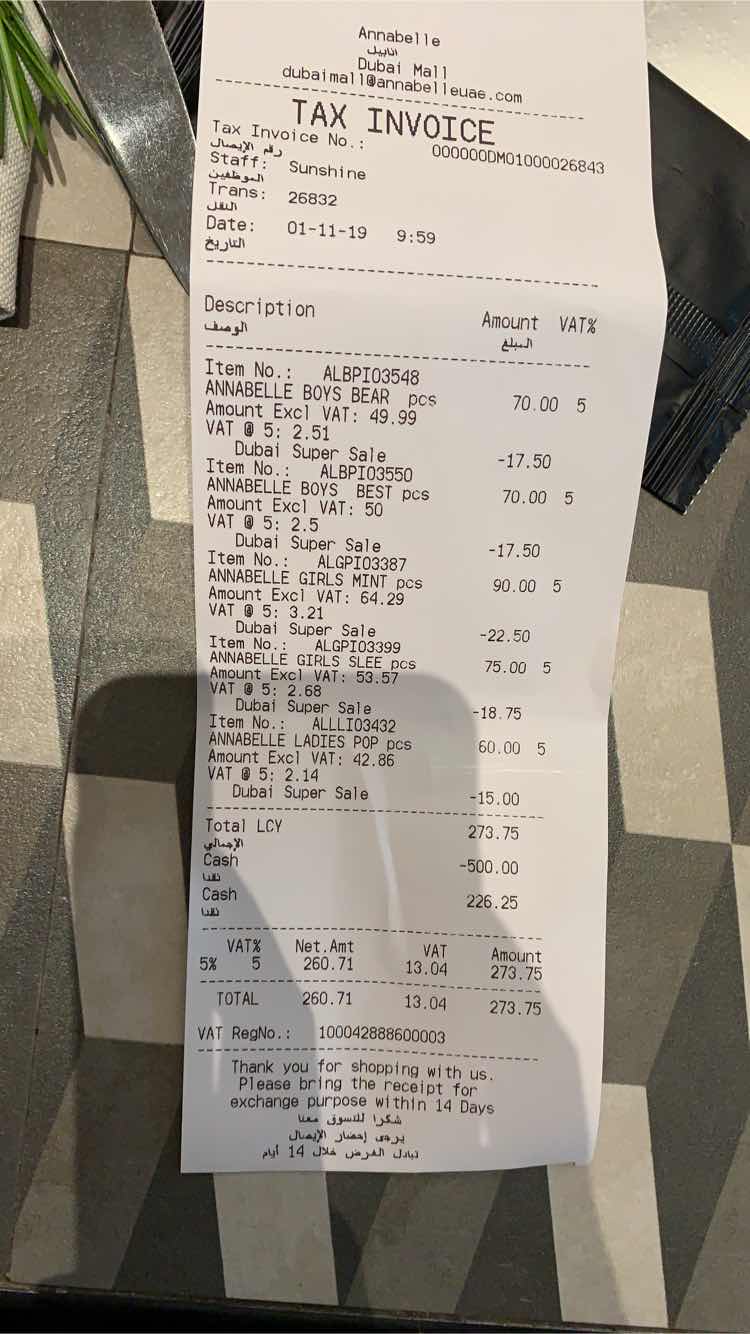 Annabelle
انابيل
Dubai Mall
dubaimall@annabelleuae.com
TAX INVOICE
Tax Invoice No.: 000000DM01000026843
رقم الإيصال
Staff: Sunshine
الموظفين
Trans: 26832
النقل
Date: 01-11-19 9:59
التاريخ
Description Amount VAT%
الوصف المبلغ
Item No.: ALBPI03548
ANNABELLE BOYS BEAR pcs 70.00 5
Amount Excl VAT: 49.99
VAT @ 5: 2.51
Dubai Super Sale -17.50
Item No.: ALBPI03550
ANNABELLE BOYS BEST pcs 70.00 5
Amount Excl VAT: 50
VAT @ 5: 2.5
Dubai Super Sale -17.50
Item No.: ALGPI03387
ANNABELLE GIRLS MINT pcs 90.00 5
Amount Excl VAT: 64.29
VAT @ 5: 3.21
Dubai Super Sale -22.50
Item No.: ALGPI03399
ANNABELLE GIRLS SLEE pcs 75.00 5
Amount Excl VAT: 53.57
VAT @ 5: 2.68
Dubai Super Sale -18.75
Item No.: ALLLI03432
ANNABELLE LADIES POP pcs 60.00 5
Amount Excl VAT: 42.86
VAT @ 5: 2.14
Dubai Super Sale -15.00
Total LCY 273.75
الإجمالي
Cash -500.00
نقدا
Cash 226.25
نقدا
VAT% Net.Amt VAT Amount
5% 5 260.71 13.04 273.75
TOTAL 260.71 13.04 273.75
VAT RegNo.: 100042888600003
Thank you for shopping with us.
Please bring the receipt for
exchange purpose within 14 Days
شكرا للتسوق معنا
يرجى إحضار الإيصال
تبادل الغرض خلال 14 أيام